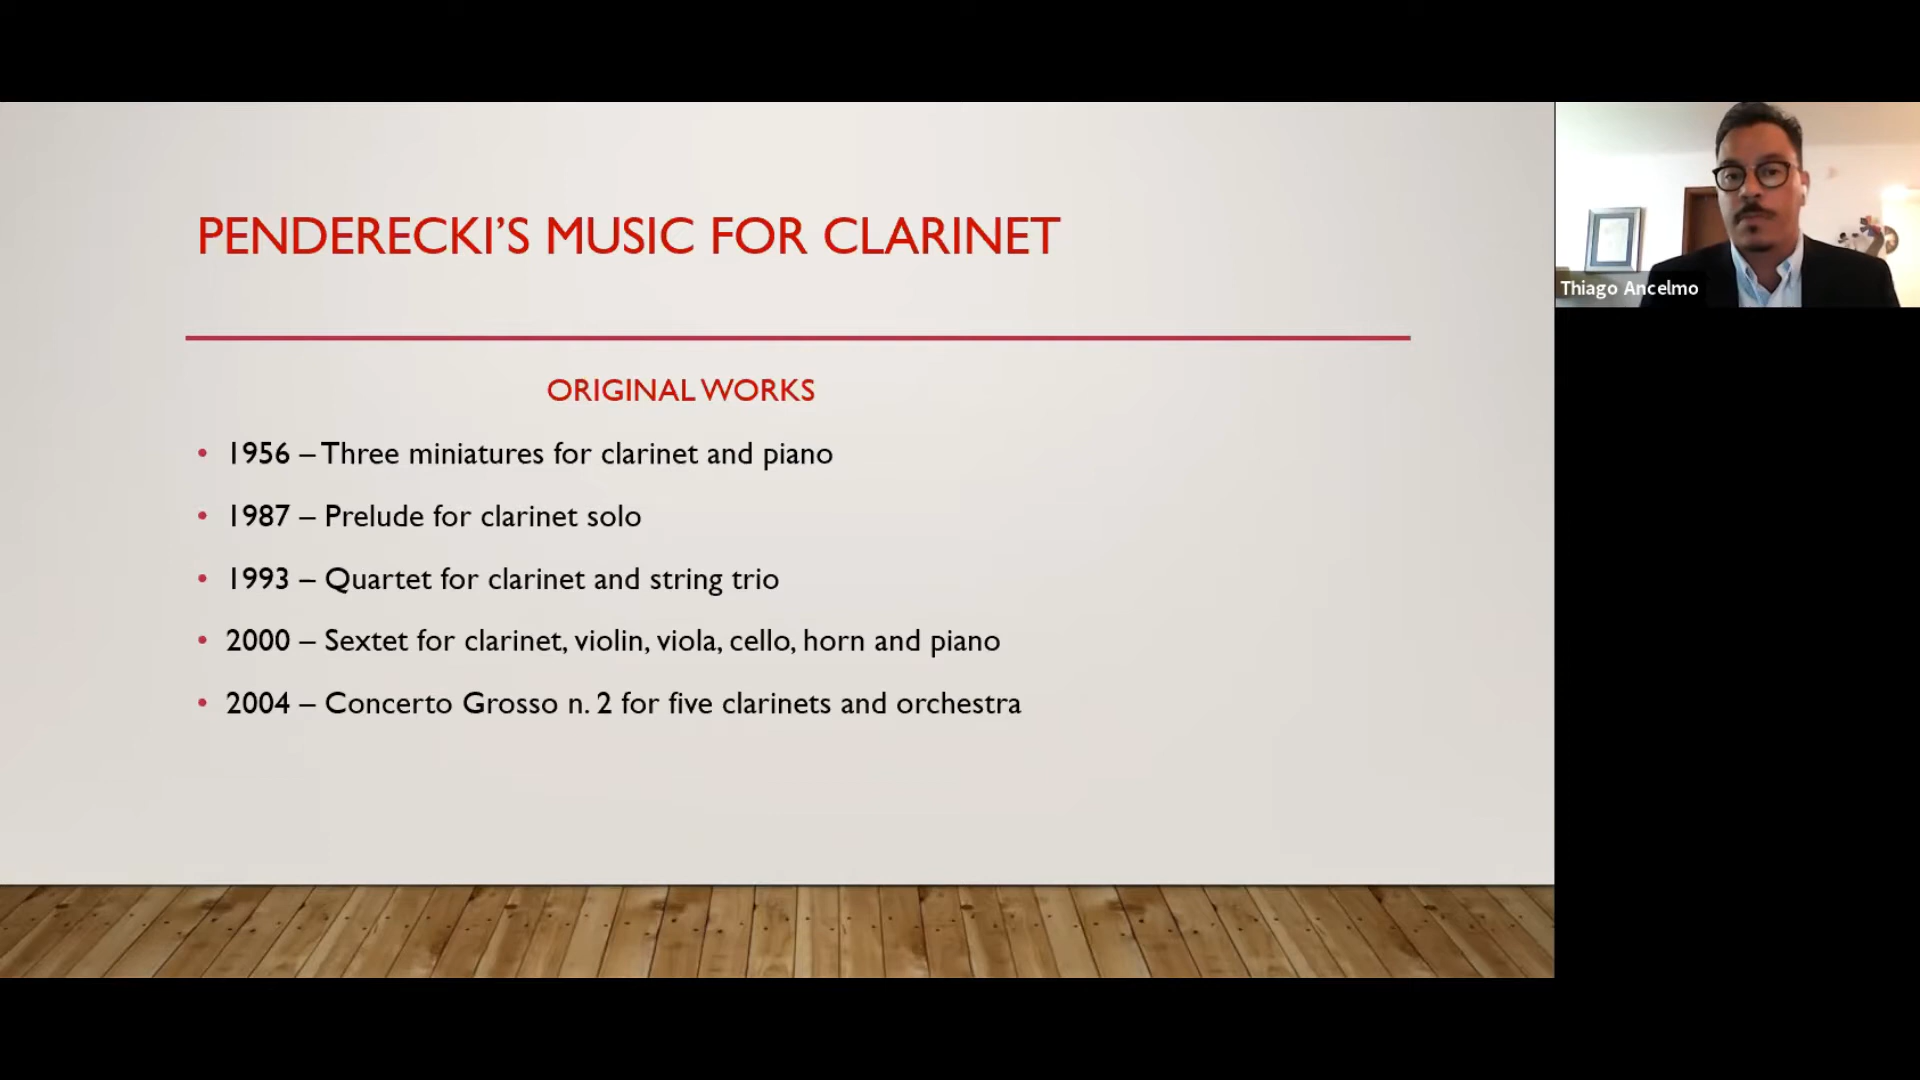 PENDERECKI'S MUSIC FOR CLARINET
ORIGINAL WORKS
• 1956 – Three miniatures for clarinet and piano
• 1987 – Prelude for clarinet solo
• 1993 – Quartet for clarinet and string trio
• 2000 – Sextet for clarinet, violin, viola, cello, horn and piano
• 2004 – Concerto Grosso n. 2 for five clarinets and orchestra
Thiago Ancelmo